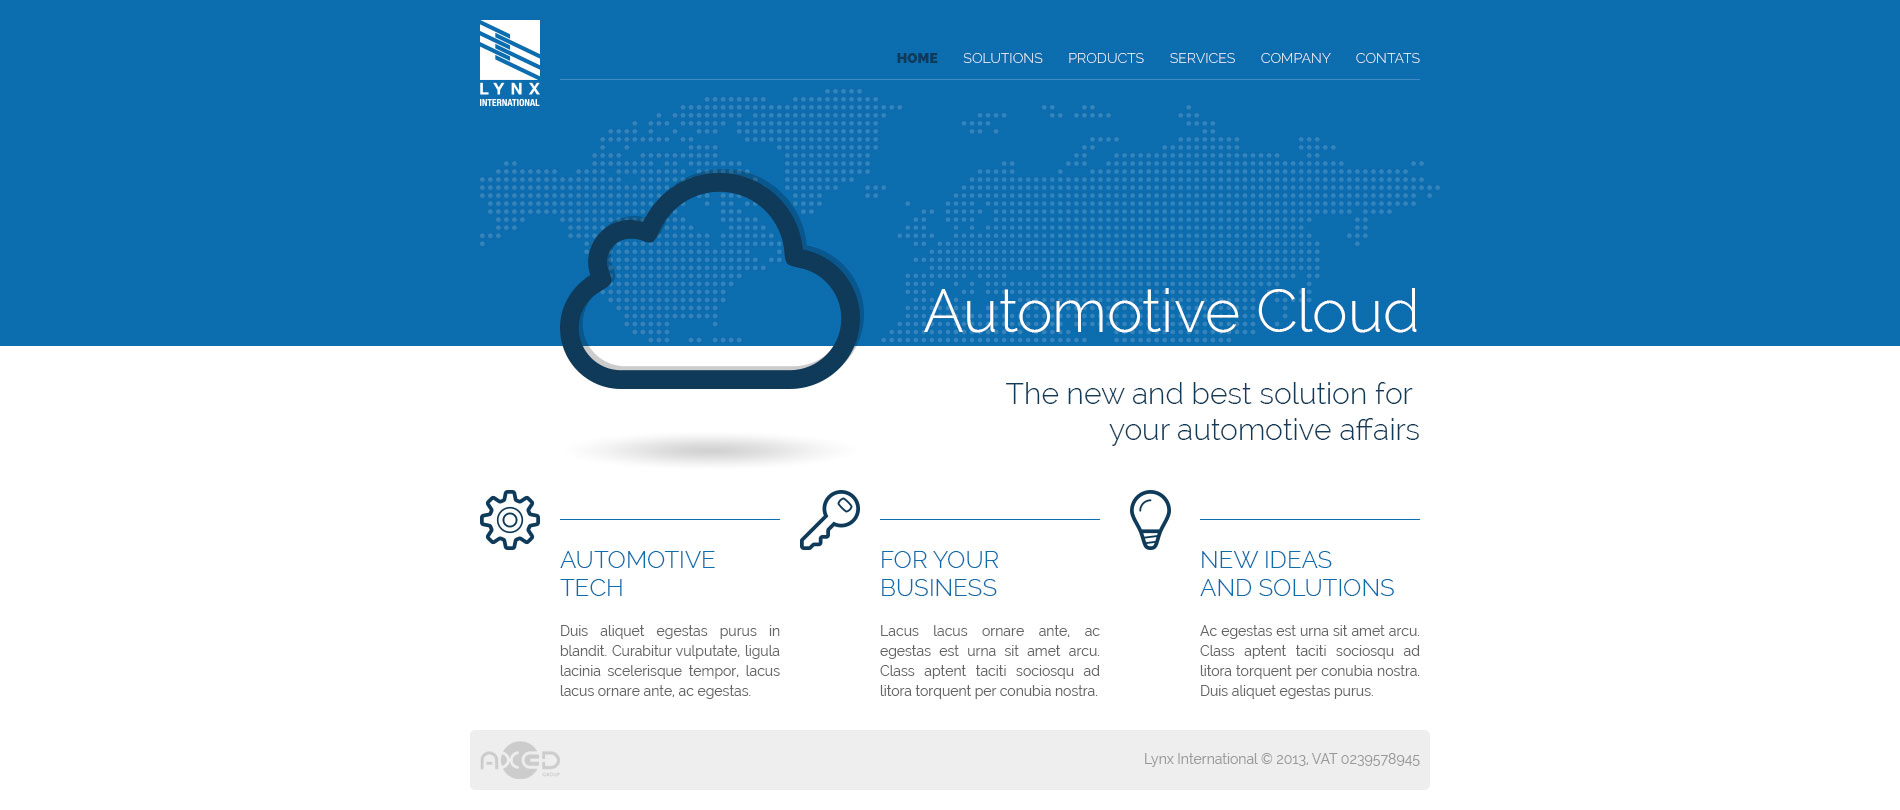 LYNX
INTERNATIONAL
HOME SOLUTIONS PRODUCTS SERVICES COMPANY CONTATS
Automotive Cloud
The new and best solution for
your automotive affairs
AUTOMOTIVE
TECH
Duis aliquet egestas purus in
blandit. Curabitur vulputate, ligula
lacinia scelerisque tempor, lacus
lacus ornare ante, ac egestas.
FOR YOUR
BUSINESS
Lacus lacus ornare ante, ac
egestas est urna sit amet arcu.
Class aptent taciti sociosqu ad
litora torquent per conubia nostra.
NEW IDEAS
AND SOLUTIONS
Ac egestas est urna sit amet arcu.
Class aptent taciti sociosqu ad
litora torquent per conubia nostra.
Duis aliquet egestas purus.
AXED
GROUP
Lynx International © 2013, VAT 0239578945